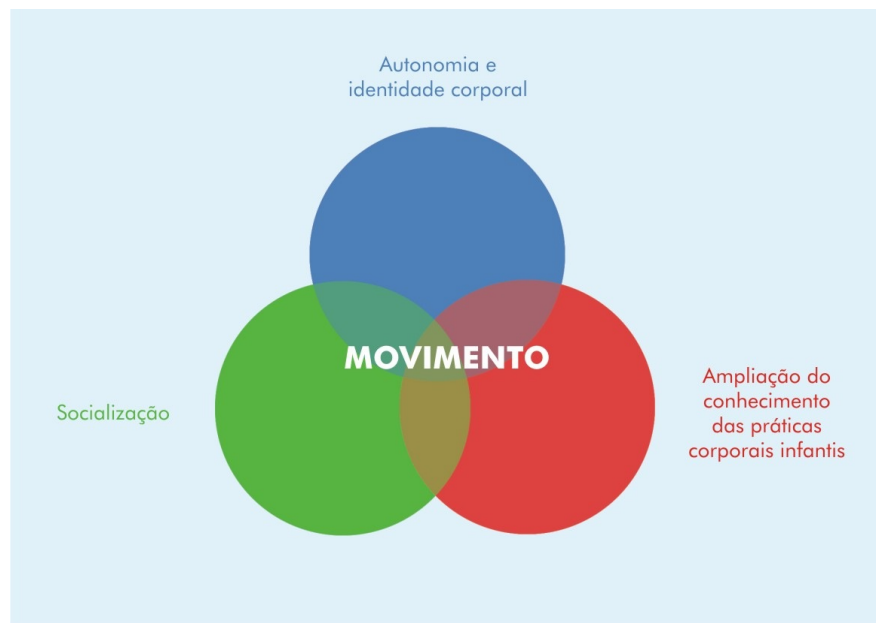 Autonomia e
identidade corporal
MOVIMENTO
Socialização
Ampliação do
conhecimento
das práticas
corporais infantis